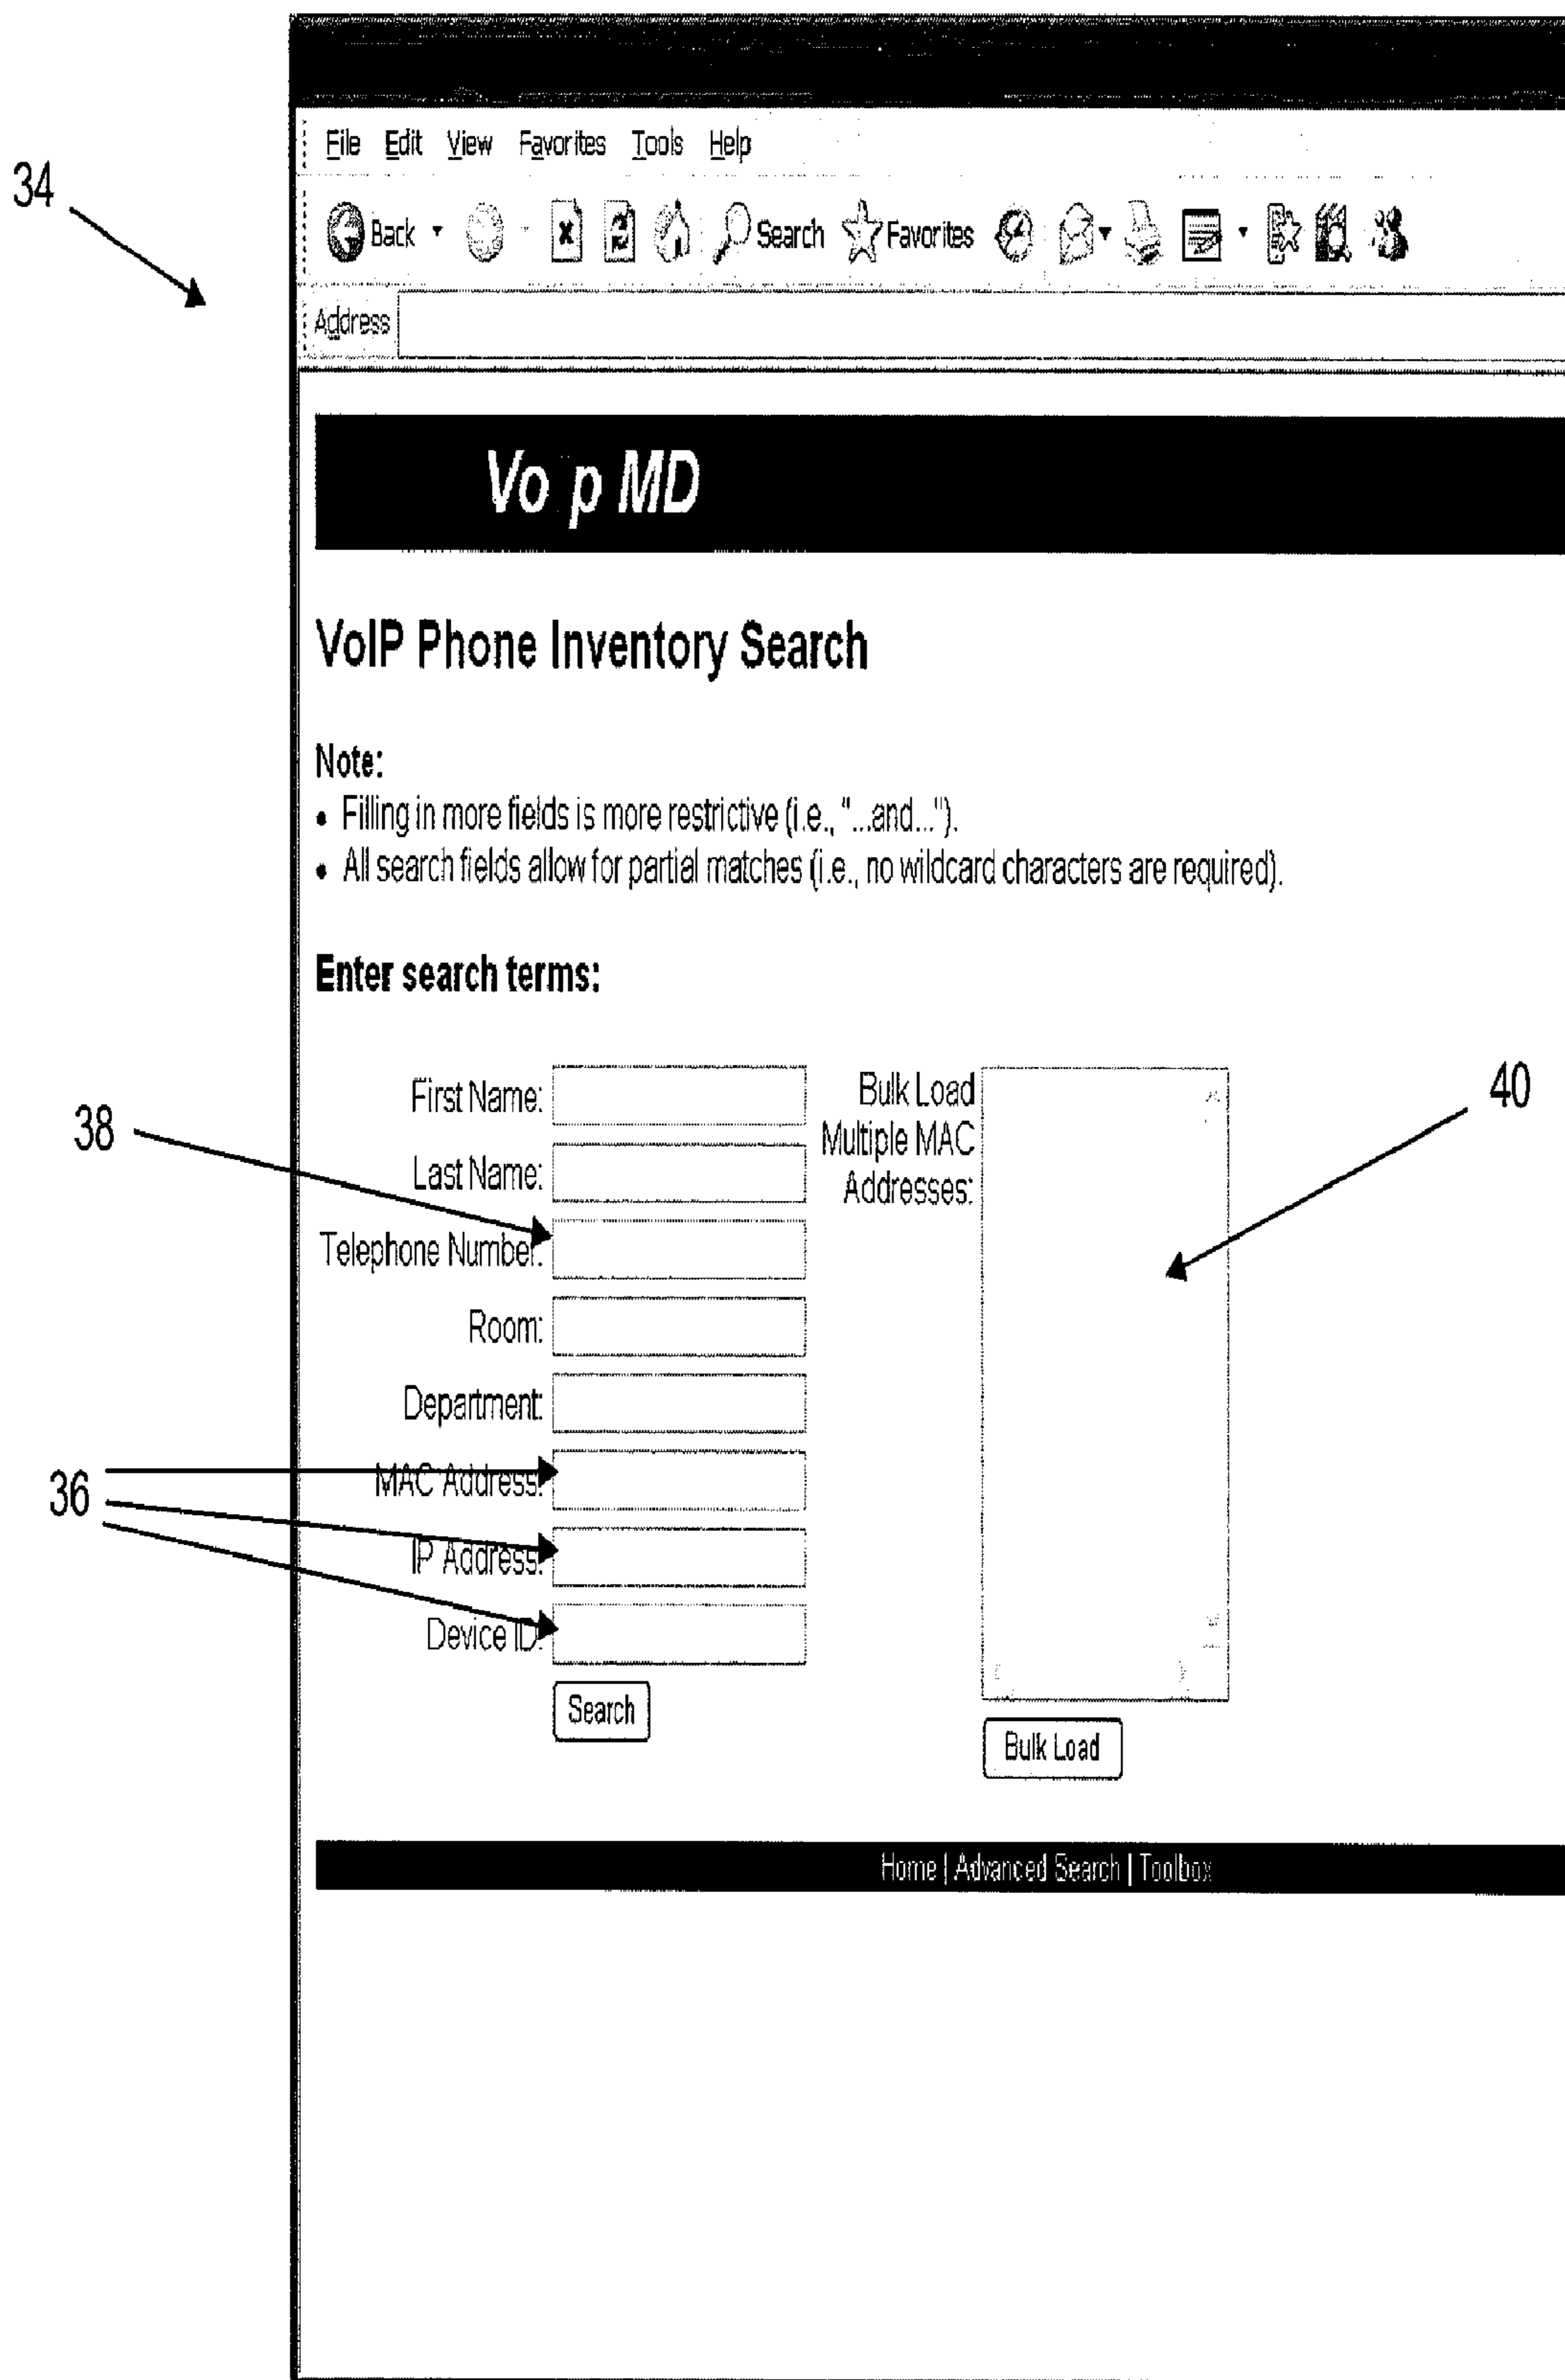 File Edit View Favorites Tools Help
34
Back Search Favorites
Address
Vo p MD
VoIP Phone Inventory Search
Note:
• Filling in more fields is more restrictive (i.e., "...and...").
• All search fields allow for partial matches (i.e., no wildcard characters are required).
Enter search terms:
First Name:
Bulk Load
Multiple MAC
Addresses:
40
38
Last Name:
Telephone Number:
Room:
Department:
36
MAC Address:
IP Address:
Device ID:
Search
Bulk Load
Home | Advanced Search | Toolbox